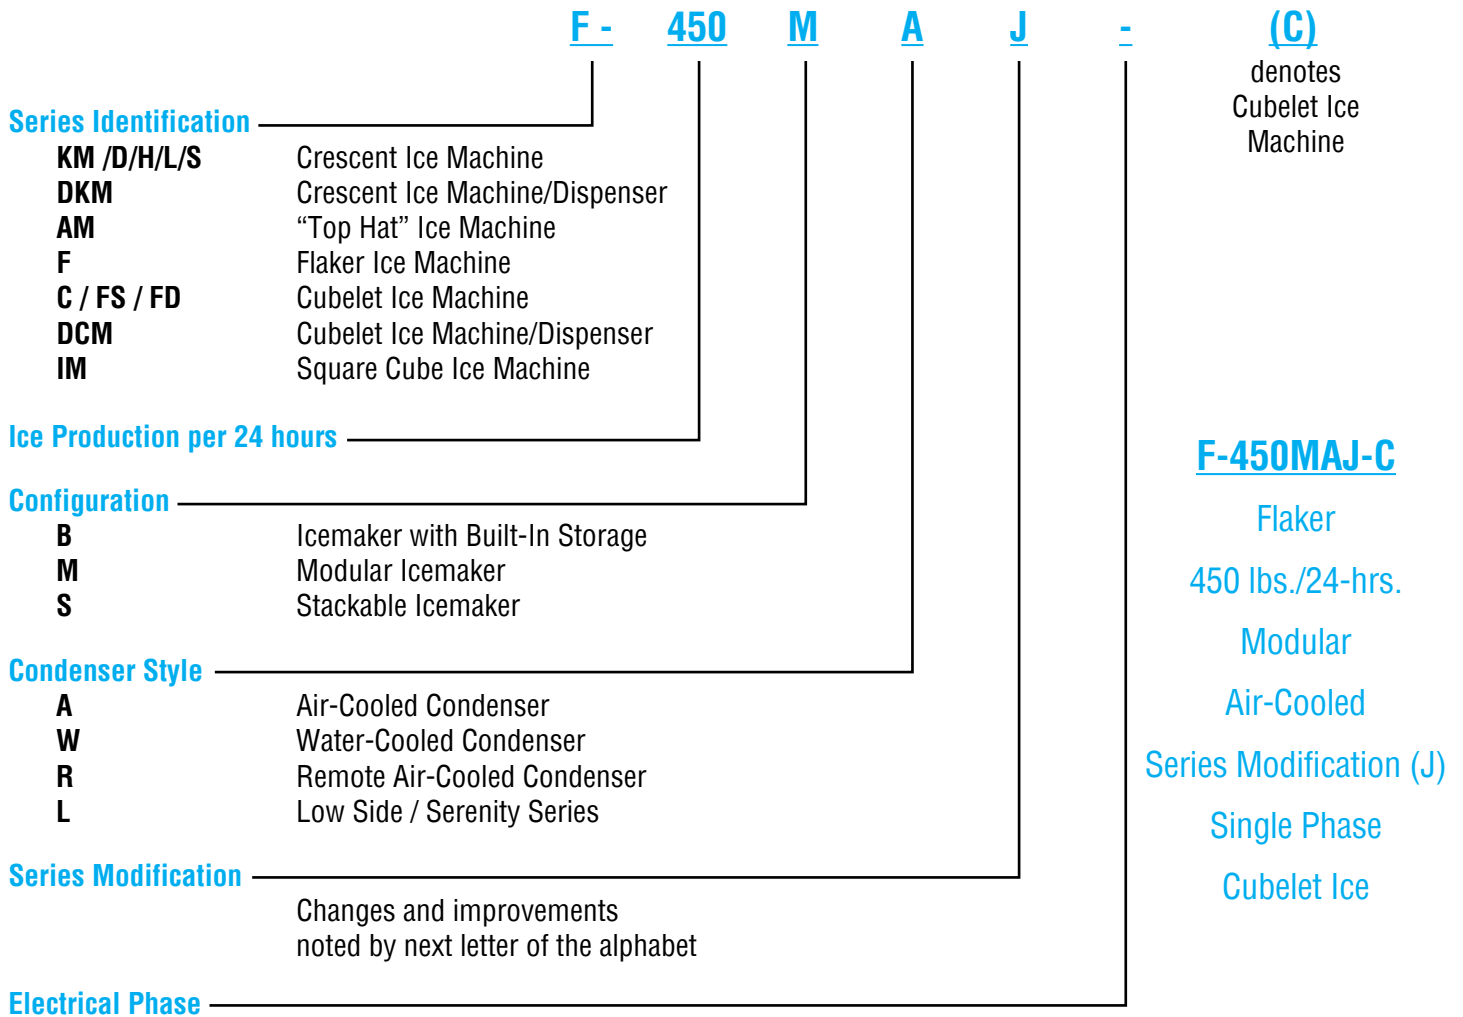 F - 450 M A J - (C)
denotes
Cubelet Ice
Machine
Series Identification
KM /D/H/L/S Crescent Ice Machine
DKM Crescent Ice Machine/Dispenser
AM “Top Hat” Ice Machine
F Flaker Ice Machine
C / FS / FD Cubelet Ice Machine
DCM Cubelet Ice Machine/Dispenser
IM Square Cube Ice Machine
Ice Production per 24 hours
Configuration
B Icemaker with Built-In Storage
M Modular Icemaker
S Stackable Icemaker
Condenser Style
A Air-Cooled Condenser
W Water-Cooled Condenser
R Remote Air-Cooled Condenser
L Low Side / Serenity Series
Series Modification
Changes and improvements
noted by next letter of the alphabet
Electrical Phase
F-450MAJ-C
Flaker
450 lbs./24-hrs.
Modular
Air-Cooled
Series Modification (J)
Single Phase
Cubelet Ice